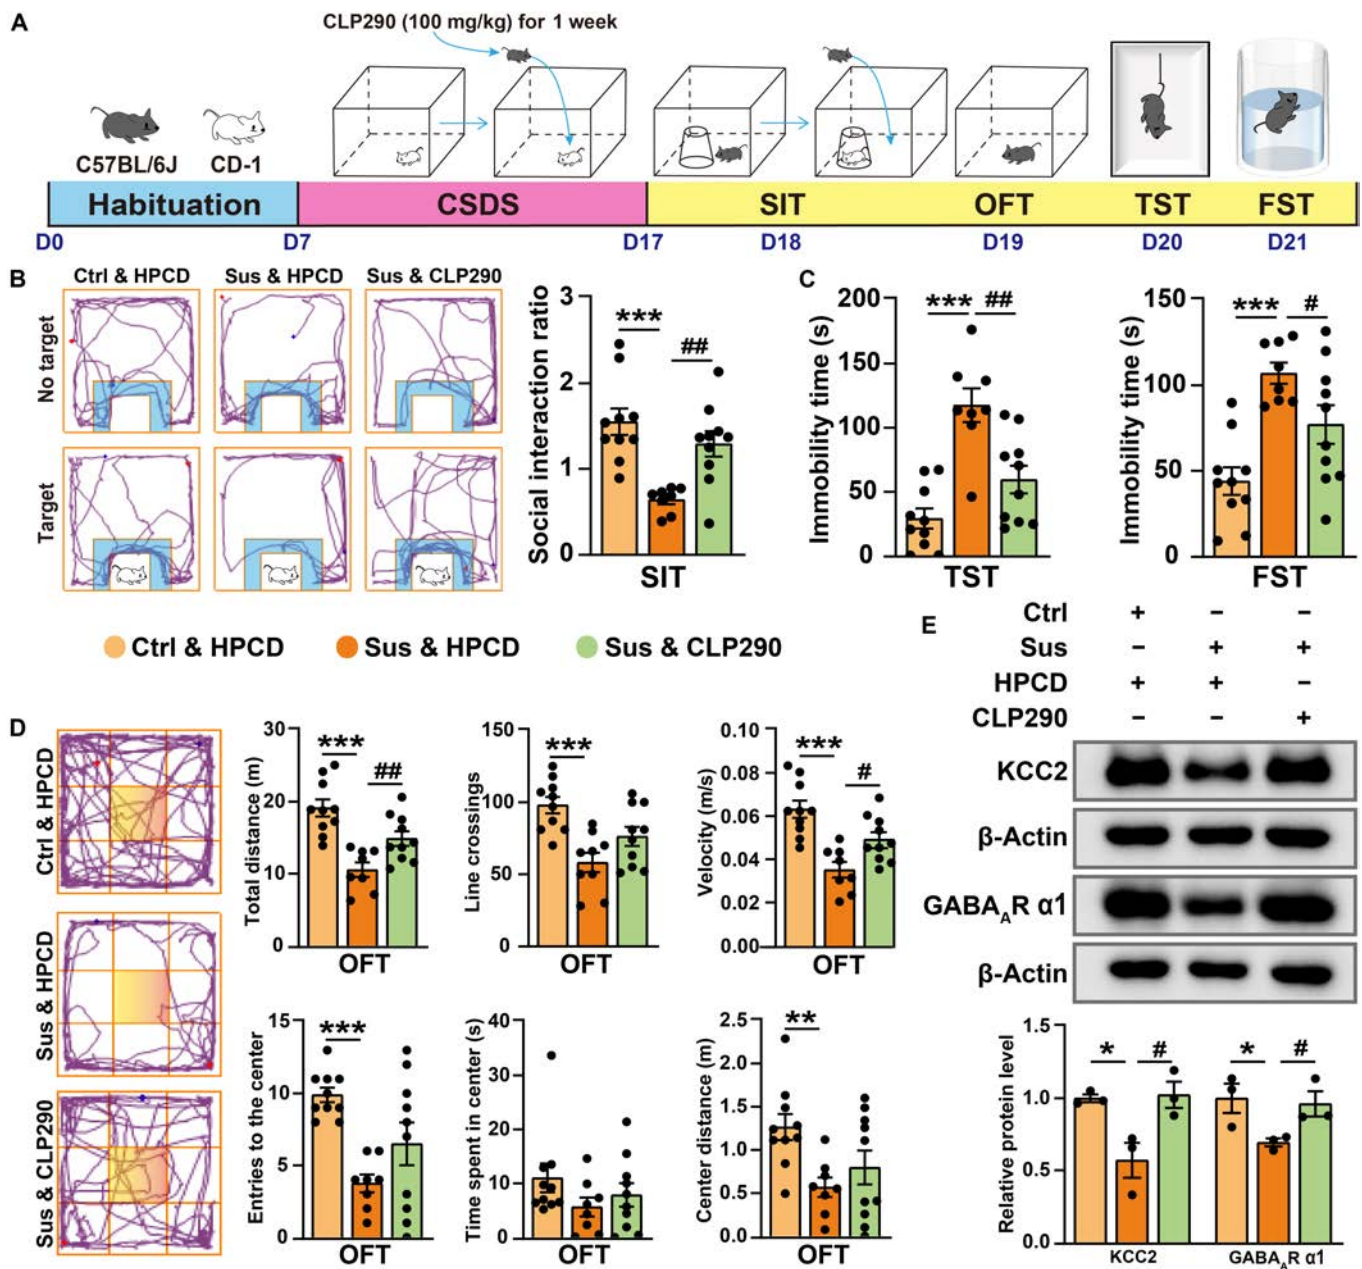 A
CLP290 (100 mg/kg) for 1 week
C57BL/6J CD-1
Habituation CSDS SIT OFT TST FST
D0 D7 D17 D18 D19 D20 D21
B
Ctrl & HPCD Sus & HPCD Sus & CLP290
No target
Target
Social interaction ratio
3
2
1
0
***
##
SIT
C
Immobility time (s)
200
150
100
50
0
*** ##
TST
Immobility time (s)
150
100
50
0
*** #
FST
Ctrl & HPCD Sus & HPCD Sus & CLP290
D
Ctrl & HPCD
Sus & HPCD
Sus & CLP290
Total distance (m)
30
20
10
0
***
##
OFT
Line crossings
150
100
50
0
***
OFT
Velocity (m/s)
0.10
0.08
0.06
0.04
0.02
0.00
***
#
OFT
Entries to the center
15
10
5
0
***
OFT
Time spent in center (s)
40
30
20
10
0
OFT
Center distance (m)
2.5
2.0
1.5
1.0
0.5
0.0
**
OFT
E
Ctrl + − −
Sus − + +
HPCD + + −
CLP290 − − +
KCC2
β-Actin
GABA_AR α1
β-Actin
Relative protein level
1.5
1.0
0.5
0.0
* # * #
KCC2 GABA_AR α1